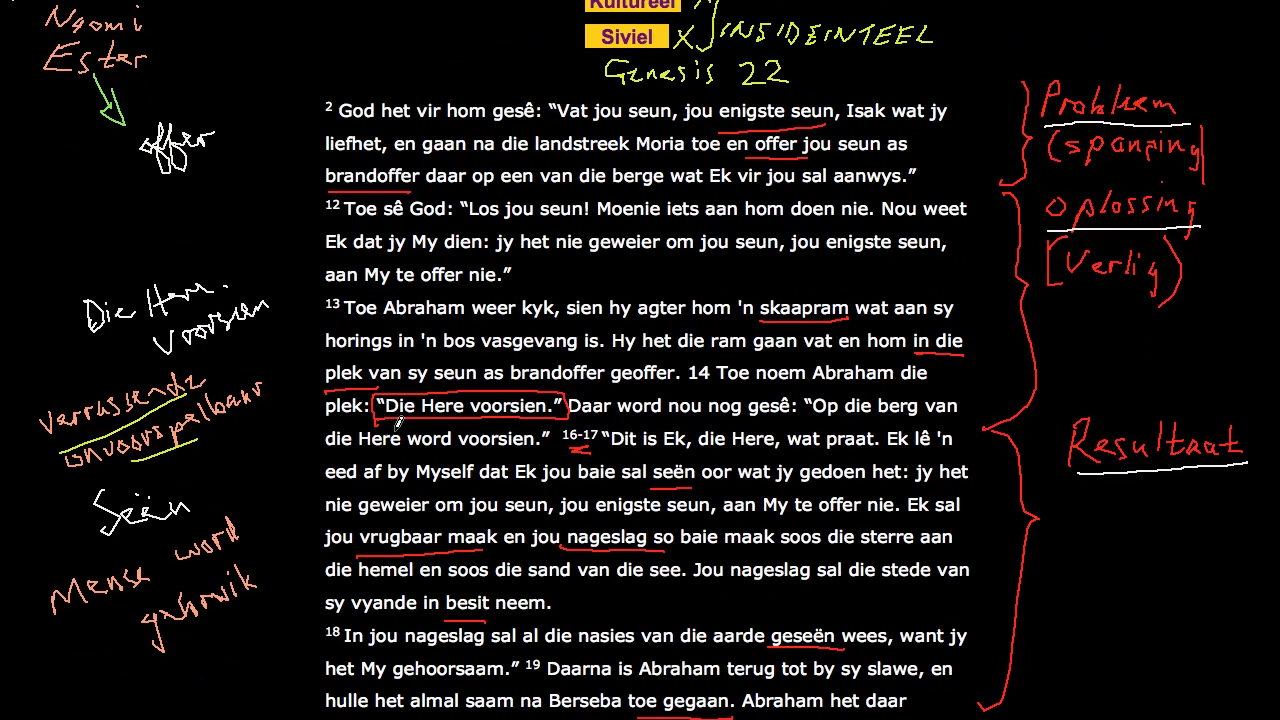 Kultureel
Siviel X INSIDEINTEEL
Genesis 22
Naomi
Ester
offer
Die Here
voorsien
verrassende
onvoorspelbaar
Seën
Mense word
gebruik
2 God het vir hom gesê: “Vat jou seun, jou enigste seun, Isak wat jy
liefhet, en gaan na die landstreek Moria toe en offer jou seun as
brandoffer daar op een van die berge wat Ek vir jou sal aanwys.”
12 Toe sê God: “Los jou seun! Moenie iets aan hom doen nie. Nou weet
Ek dat jy My dien: jy het nie geweier om jou seun, jou enigste seun,
aan My te offer nie.”
13 Toe Abraham weer kyk, sien hy agter hom 'n skaapram wat aan sy
horings in 'n bos vasgevang is. Hy het die ram gaan vat en hom in die
plek van sy seun as brandoffer geoffer. 14 Toe noem Abraham die
plek: “Die Here voorsien.” Daar word nou nog gesê: “Op die berg van
die Here word voorsien.” 16-17 “Dit is Ek, die Here, wat praat. Ek lê 'n
eed af by Myself dat Ek jou baie sal seën oor wat jy gedoen het: jy het
nie geweier om jou seun, jou enigste seun, aan My te offer nie. Ek sal
jou vrugbaar maak en jou nageslag so baie maak soos die sterre aan
die hemel en soos die sand van die see. Jou nageslag sal die stede van
sy vyande in besit neem.
18 In jou nageslag sal al die nasies van die aarde geseën wees, want jy
het My gehoorsaam.” 19 Daarna is Abraham terug tot by sy slawe, en
hulle het almal saam na Berseba toe gegaan. Abraham het daar
Probleem
(spanning
Oplossing
[Verlig)
Resultaat